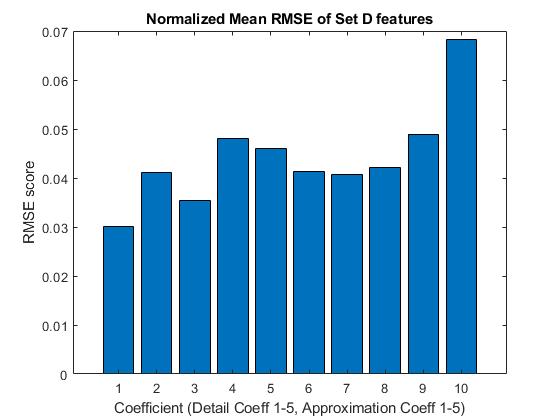 Normalized Mean RMSE of Set D features
0.07
0.06
0.05
0.04
0.03
0.02
0.01
0
RMSE score
1 2 3 4 5 6 7 8 9 10
Coefficient (Detail Coeff 1-5, Approximation Coeff 1-5)